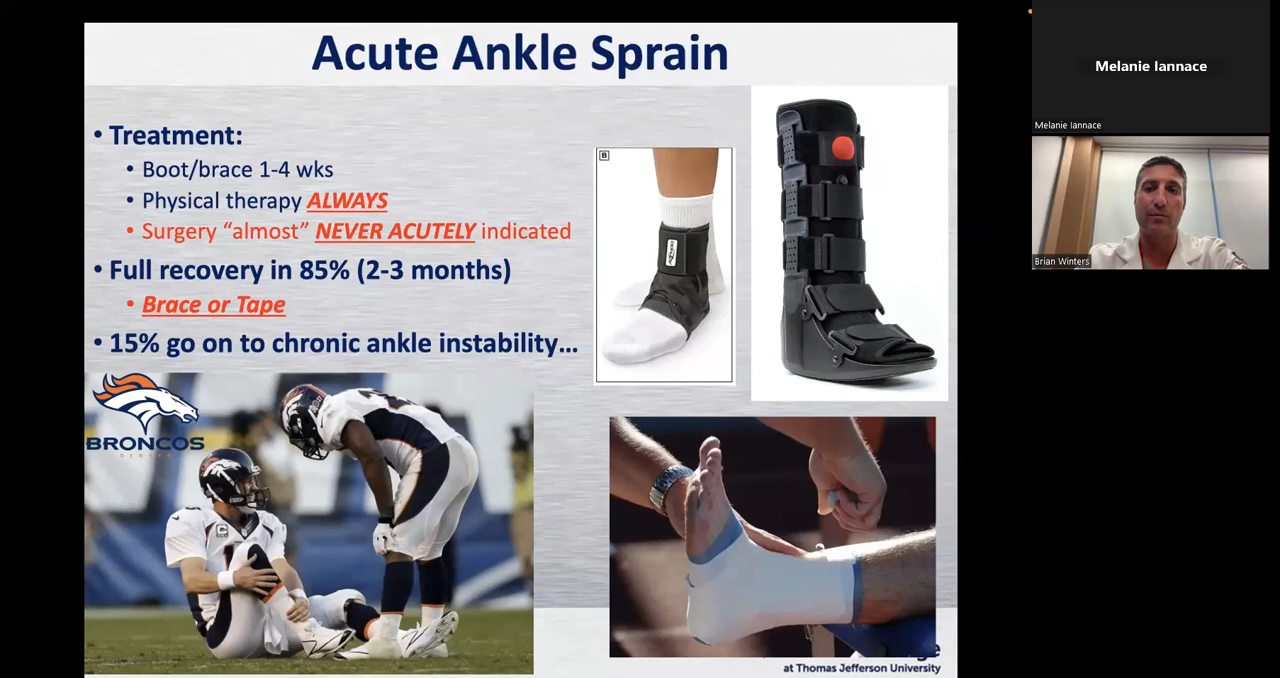 Acute Ankle Sprain
• Treatment:
• Boot/brace 1-4 wks
• Physical therapy ALWAYS
• Surgery “almost” NEVER ACUTELY indicated
• Full recovery in 85% (2-3 months)
• Brace or Tape
• 15% go on to chronic ankle instability…
B
BRONCOS
DENVER
C
at Thomas Jefferson University
Melanie Iannace
Melanie Iannace
Brian Winters